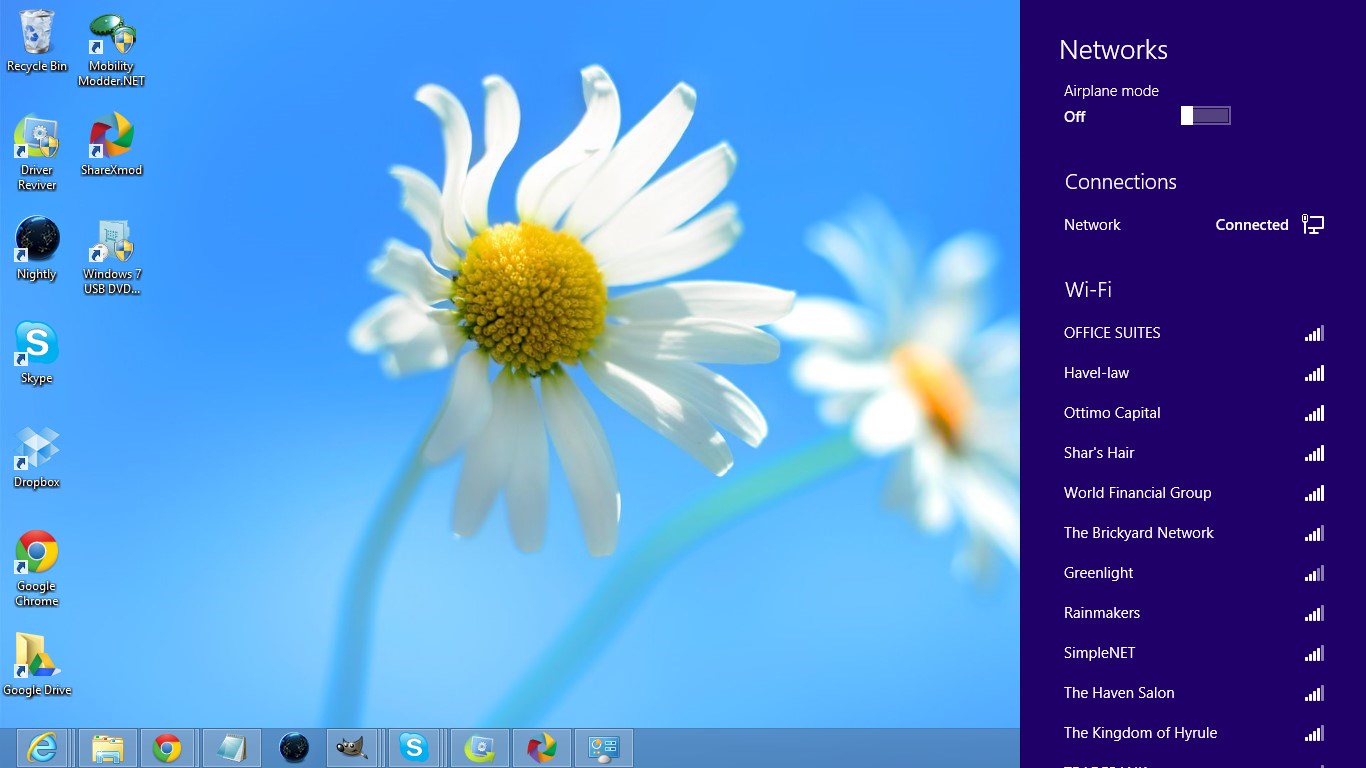 Recycle Bin
Mobility
Modder.NET
Driver
Reviver
ShareXmod
Nightly
Windows 7
USB DVD...
Skype
Dropbox
Google
Chrome
Google Drive
Networks
Airplane mode
Off
Connections
Network Connected
Wi-Fi
OFFICE SUITES
Havel-law
Ottimo Capital
Shar's Hair
World Financial Group
The Brickyard Network
Greenlight
Rainmakers
SimpleNET
The Haven Salon
The Kingdom of Hyrule